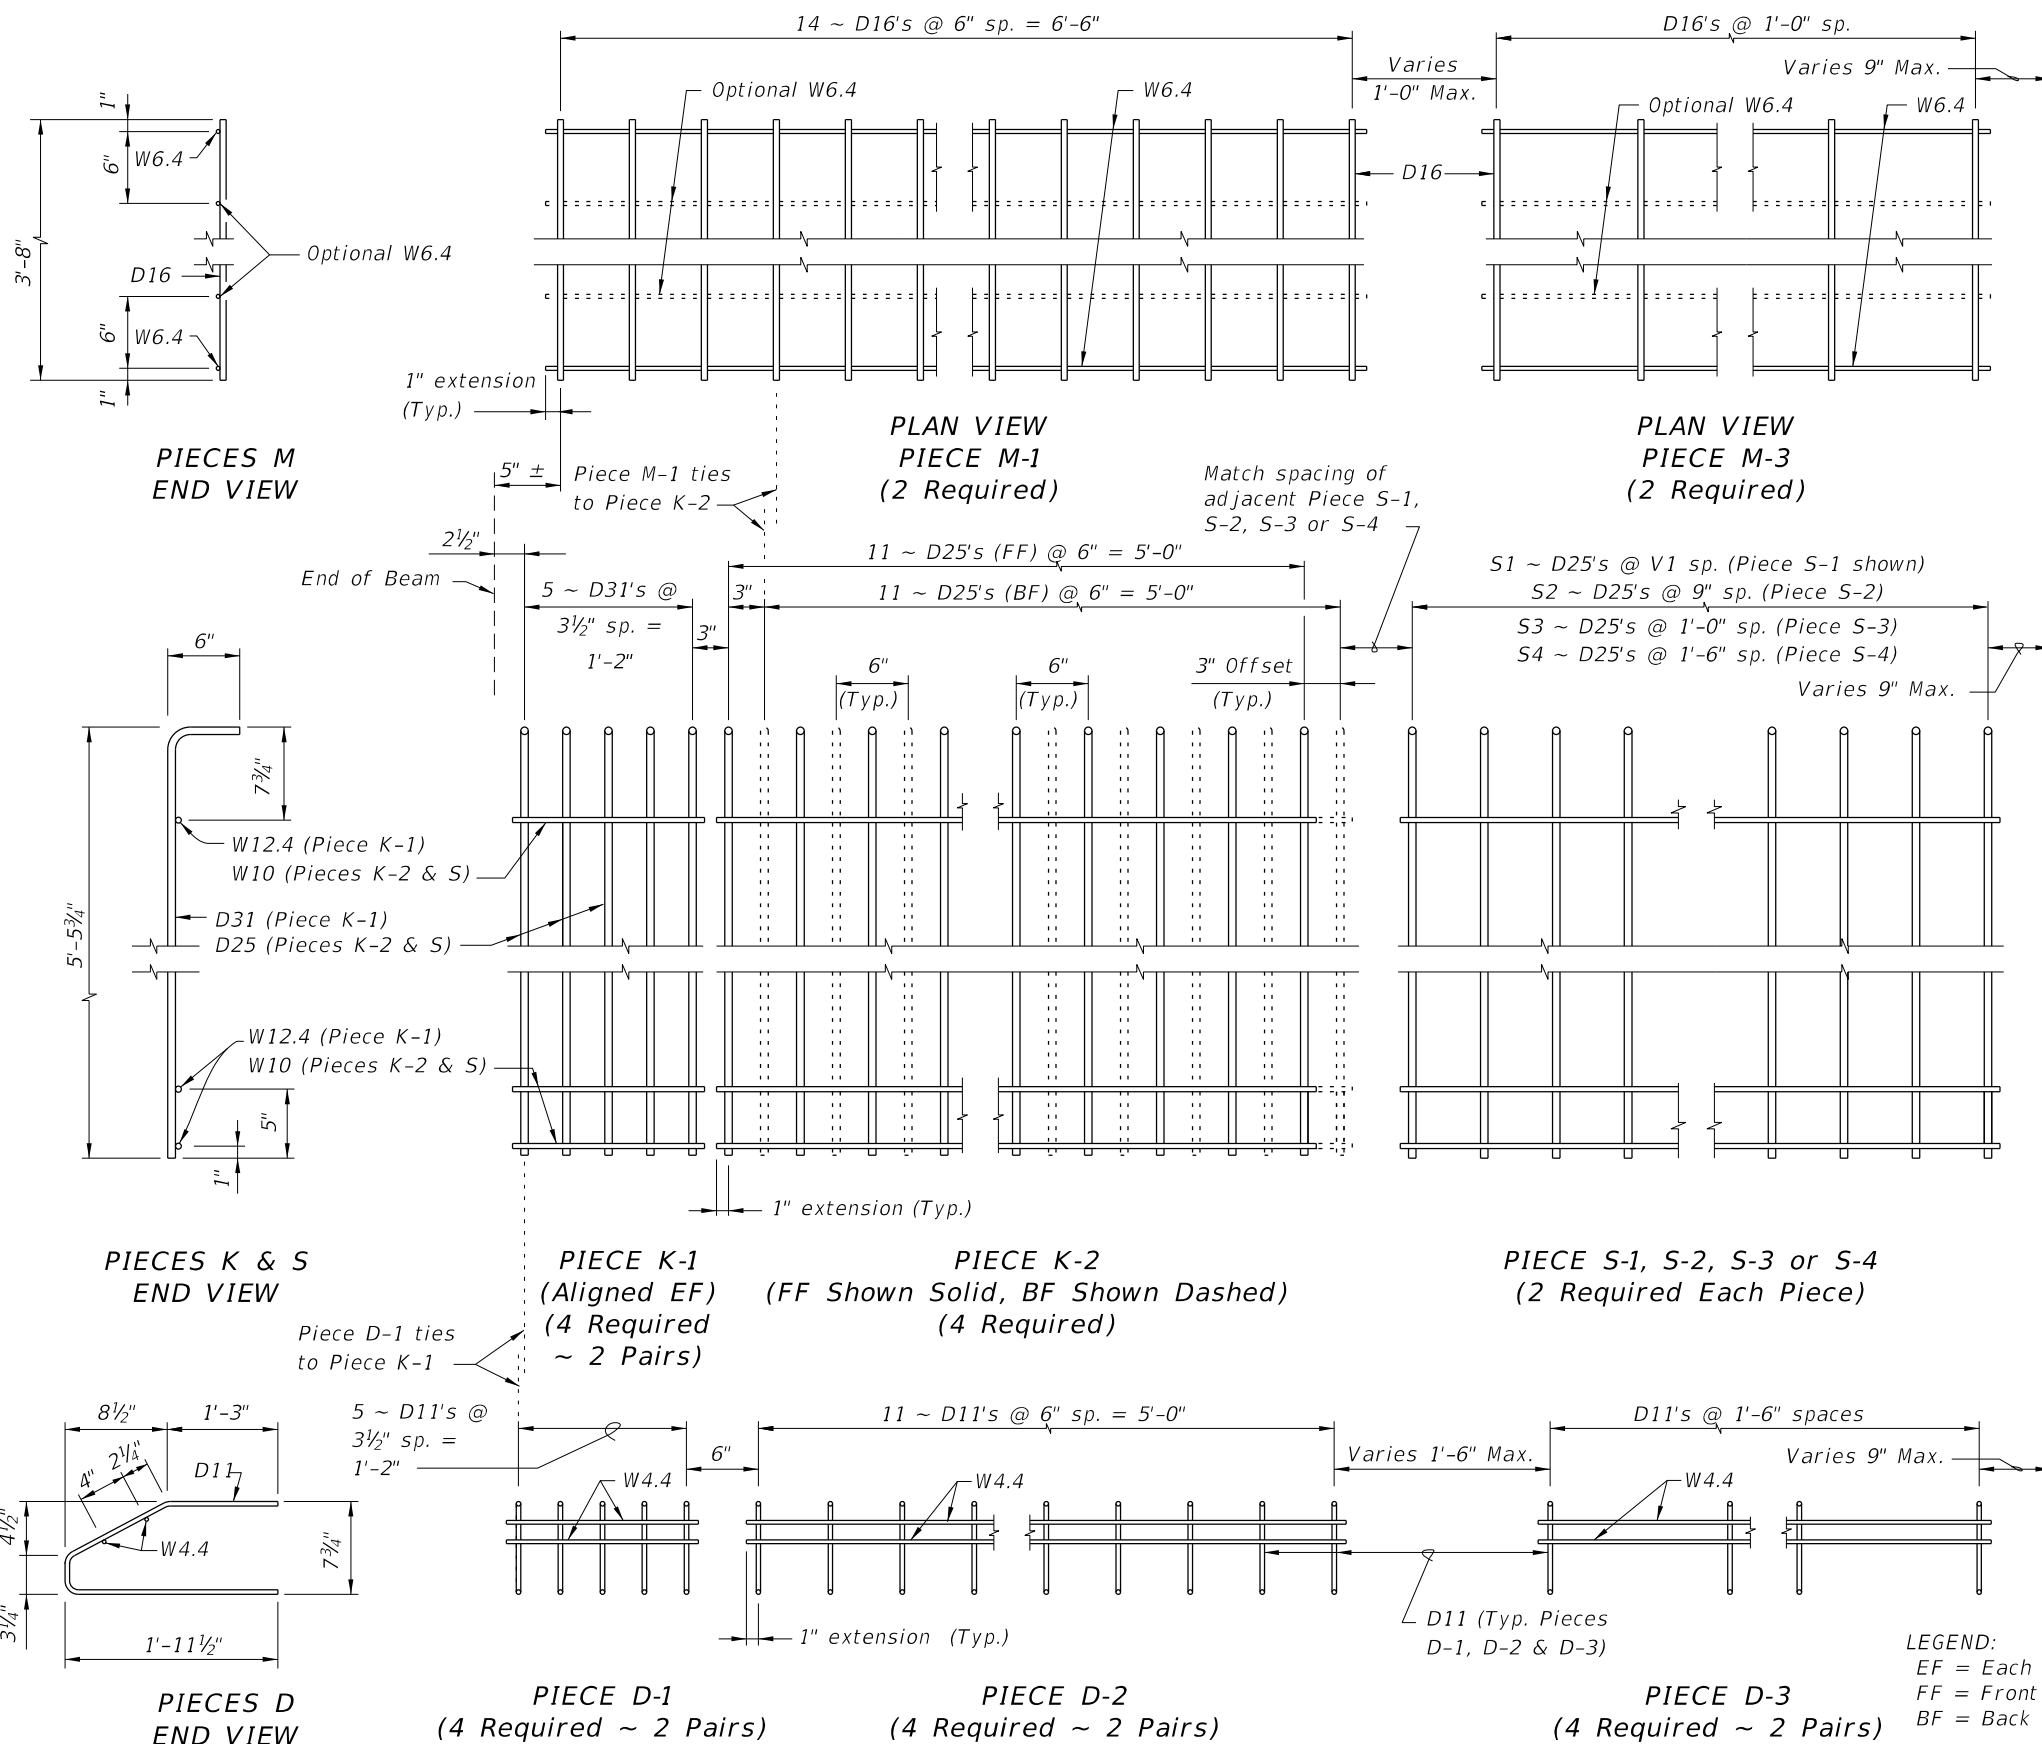 14 ~ D16's @ 6" sp. = 6'-6"
D16's @ 1'-0" sp.
Varies
1'-0" Max.
Varies 9" Max.
Optional W6.4
W6.4
Optional W6.4
W6.4
1"
6"
W6.4
3'-8"
D16
Optional W6.4
D16
6"
W6.4
1"
1" extension
(Typ.)
PIECES M
END VIEW
PLAN VIEW
PIECE M-1
(2 Required)
PLAN VIEW
PIECE M-3
(2 Required)
5" ±
Piece M-1 ties
to Piece K-2
Match spacing of
adjacent Piece S-1,
S-2, S-3 or S-4
2½"
End of Beam
11 ~ D25's (FF) @ 6" = 5'-0"
5 ~ D31's @
3½" sp. =
1'-2"
3"
3"
11 ~ D25's (BF) @ 6" = 5'-0"
S1 ~ D25's @ V1 sp. (Piece S-1 shown)
S2 ~ D25's @ 9" sp. (Piece S-2)
S3 ~ D25's @ 1'-0" sp. (Piece S-3)
S4 ~ D25's @ 1'-6" sp. (Piece S-4)
Varies 9" Max.
6"
6"
(Typ.)
6"
(Typ.)
3" Offset
(Typ.)
7¾"
W12.4 (Piece K-1)
W10 (Pieces K-2 & S)
5'-5¾"
D31 (Piece K-1)
D25 (Pieces K-2 & S)
W12.4 (Piece K-1)
W10 (Pieces K-2 & S)
5"
1"
1" extension (Typ.)
PIECES K & S
END VIEW
PIECE K-1
(Aligned EF)
(4 Required
~ 2 Pairs)
PIECE K-2
(FF Shown Solid, BF Shown Dashed)
(4 Required)
PIECE S-1, S-2, S-3 or S-4
(2 Required Each Piece)
Piece D-1 ties
to Piece K-1
8½"
1'-3"
4"
2¼"
D11
4½"
W4.4
7¾"
3¼"
1'-11½"
5 ~ D11's @
3½" sp. =
1'-2"
6"
W4.4
11 ~ D11's @ 6" sp. = 5'-0"
W4.4
Varies 1'-6" Max.
D11's @ 1'-6" spaces
Varies 9" Max.
W4.4
1" extension (Typ.)
D11 (Typ. Pieces
D-1, D-2 & D-3)
LEGEND:
EF = Each
FF = Front
BF = Back
PIECES D
END VIEW
PIECE D-1
(4 Required ~ 2 Pairs)
PIECE D-2
(4 Required ~ 2 Pairs)
PIECE D-3
(4 Required ~ 2 Pairs)